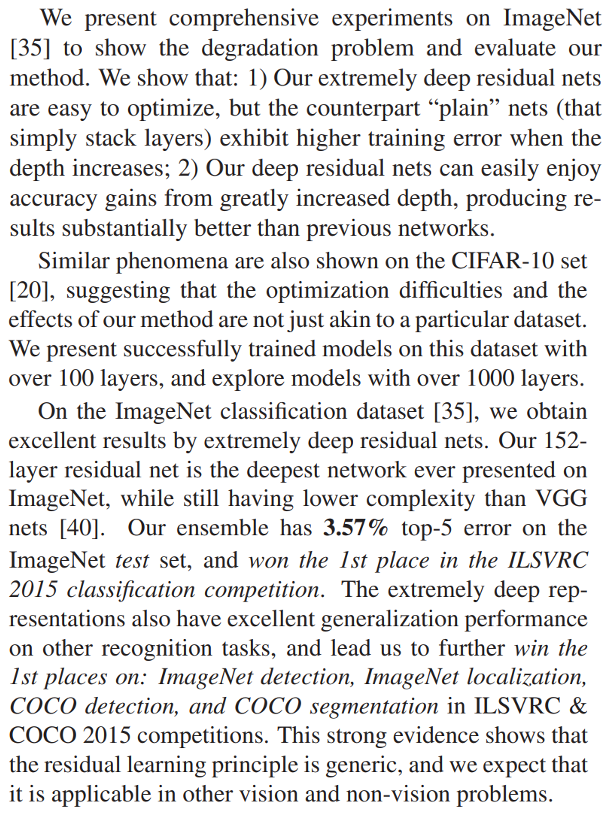 We present comprehensive experiments on ImageNet
[35] to show the degradation problem and evaluate our
method. We show that: 1) Our extremely deep residual nets
are easy to optimize, but the counterpart “plain” nets (that
simply stack layers) exhibit higher training error when the
depth increases; 2) Our deep residual nets can easily enjoy
accuracy gains from greatly increased depth, producing re-
sults substantially better than previous networks.
Similar phenomena are also shown on the CIFAR-10 set
[20], suggesting that the optimization difficulties and the
effects of our method are not just akin to a particular dataset.
We present successfully trained models on this dataset with
over 100 layers, and explore models with over 1000 layers.
On the ImageNet classification dataset [35], we obtain
excellent results by extremely deep residual nets. Our 152-
layer residual net is the deepest network ever presented on
ImageNet, while still having lower complexity than VGG
nets [40]. Our ensemble has 3.57% top-5 error on the
ImageNet test set, and won the 1st place in the ILSVRC
2015 classification competition. The extremely deep rep-
resentations also have excellent generalization performance
on other recognition tasks, and lead us to further win the
1st places on: ImageNet detection, ImageNet localization,
COCO detection, and COCO segmentation in ILSVRC &
COCO 2015 competitions. This strong evidence shows that
the residual learning principle is generic, and we expect that
it is applicable in other vision and non-vision problems.